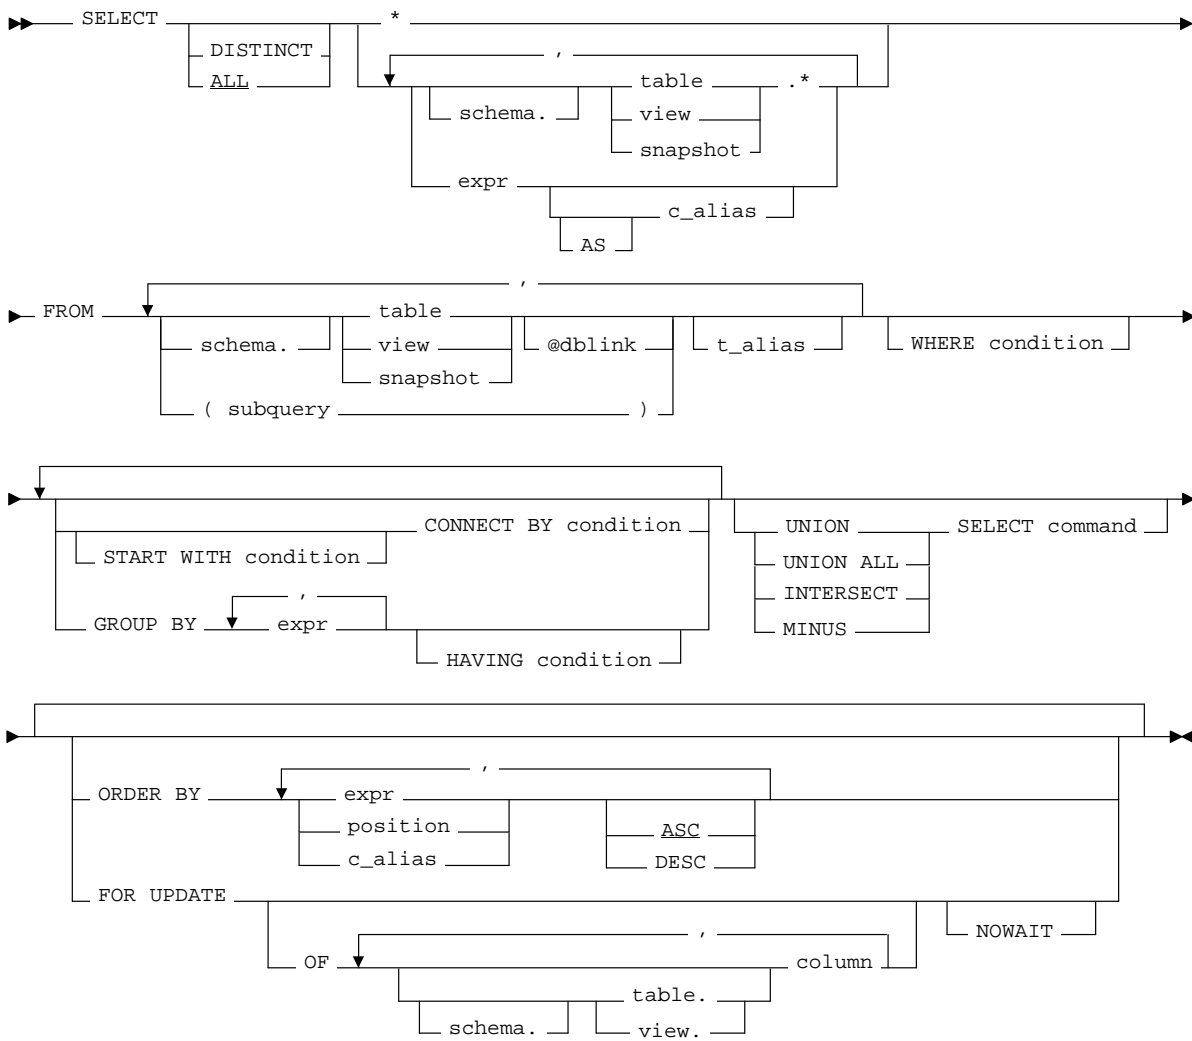 SELECT *
DISTINCT ,
ALL table .*
schema. view
snapshot
expr
c_alias
AS
,
FROM table
schema. view @dblink t_alias WHERE condition
snapshot
( subquery )
CONNECT BY condition UNION SELECT command
START WITH condition UNION ALL
, INTERSECT
GROUP BY expr MINUS
HAVING condition
,
ORDER BY expr
position ASC
c_alias DESC
FOR UPDATE
, NOWAIT
OF column
table.
schema. view.